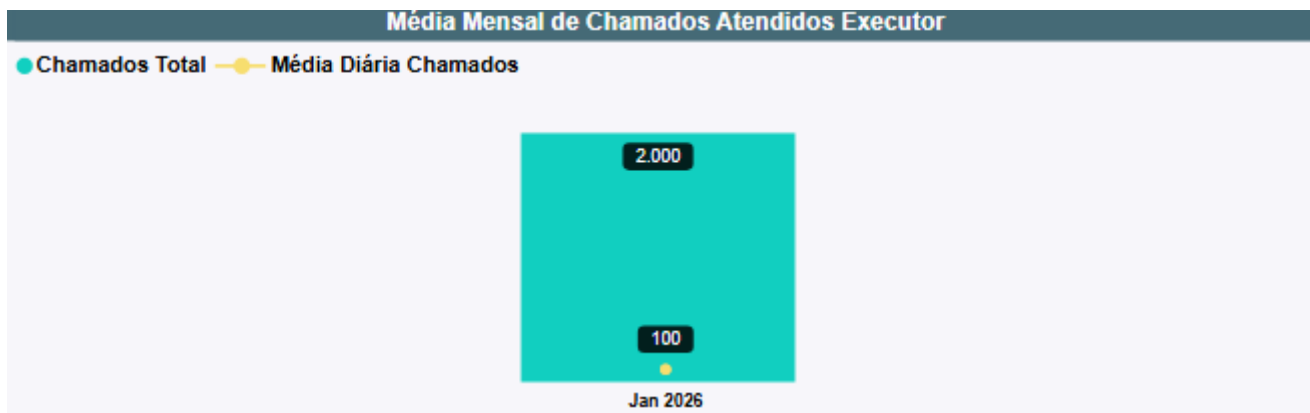 Média Mensal de Chamados Atendidos Executor
Chamados Total Média Diária Chamados
2.000
100
Jan 2026